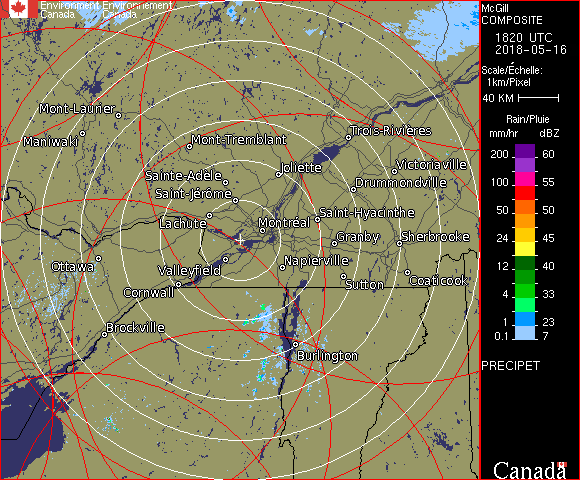 Environment Environnement
Canada Canada
McGill
COMPOSITE
1820 UTC
2018-05-16
Scale/Échelle:
1km/Pixel
40 KM
Rain/Pluie
mm/hr dBZ
200 60
100 55
50 50
24 45
12 40
4 33
1 23
0.1 7
PRECIPET
Canada
Mont-Laurier
Maniwaki
Mont-Tremblant
Trois-Rivières
Joliette
Victoriaville
Sainte-Adèle
Drummondville
Saint-Jérôme
Lachute
Saint-Hyacinthe
Montréal
Granby
Sherbrooke
Ottawa
Valleyfield
Napierville
Cornwall
Sutton
Coaticook
Brockville
Burlington